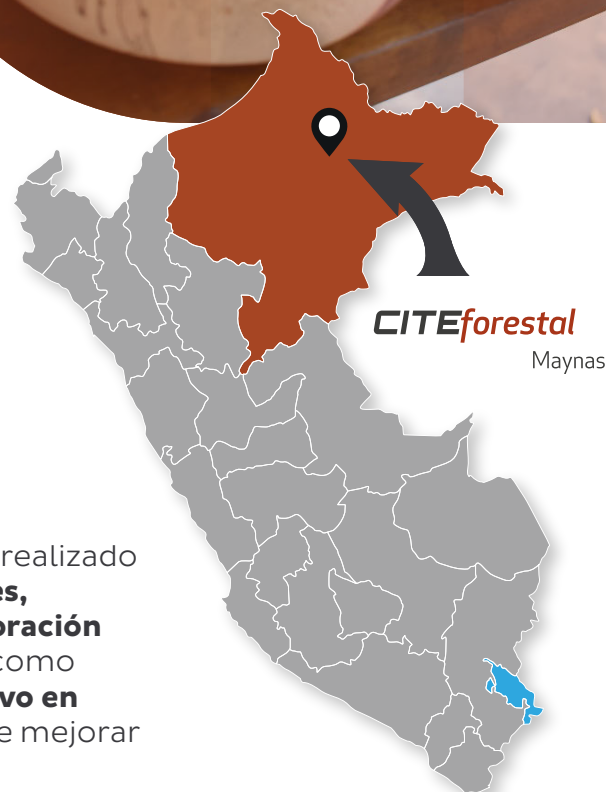 CITEforestal
Maynas
realizado
es,
oración
como
vo en
e mejorar